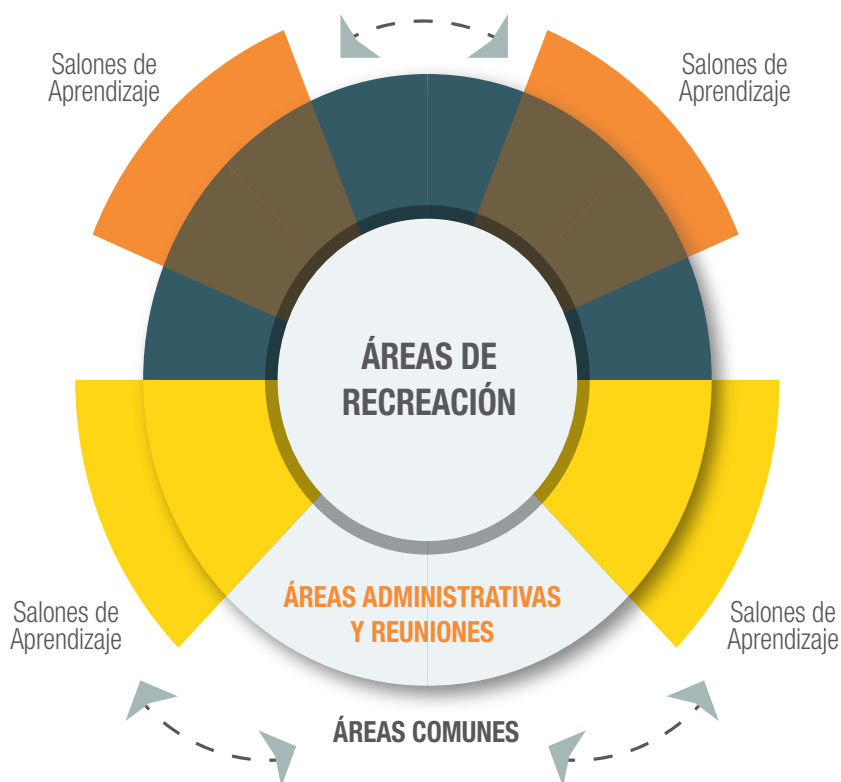 Salones de
Aprendizaje
Salones de
Aprendizaje
ÁREAS DE
RECREACIÓN
ÁREAS ADMINISTRATIVAS
Y REUNIONES
Salones de
Aprendizaje
Salones de
Aprendizaje
ÁREAS COMUNES